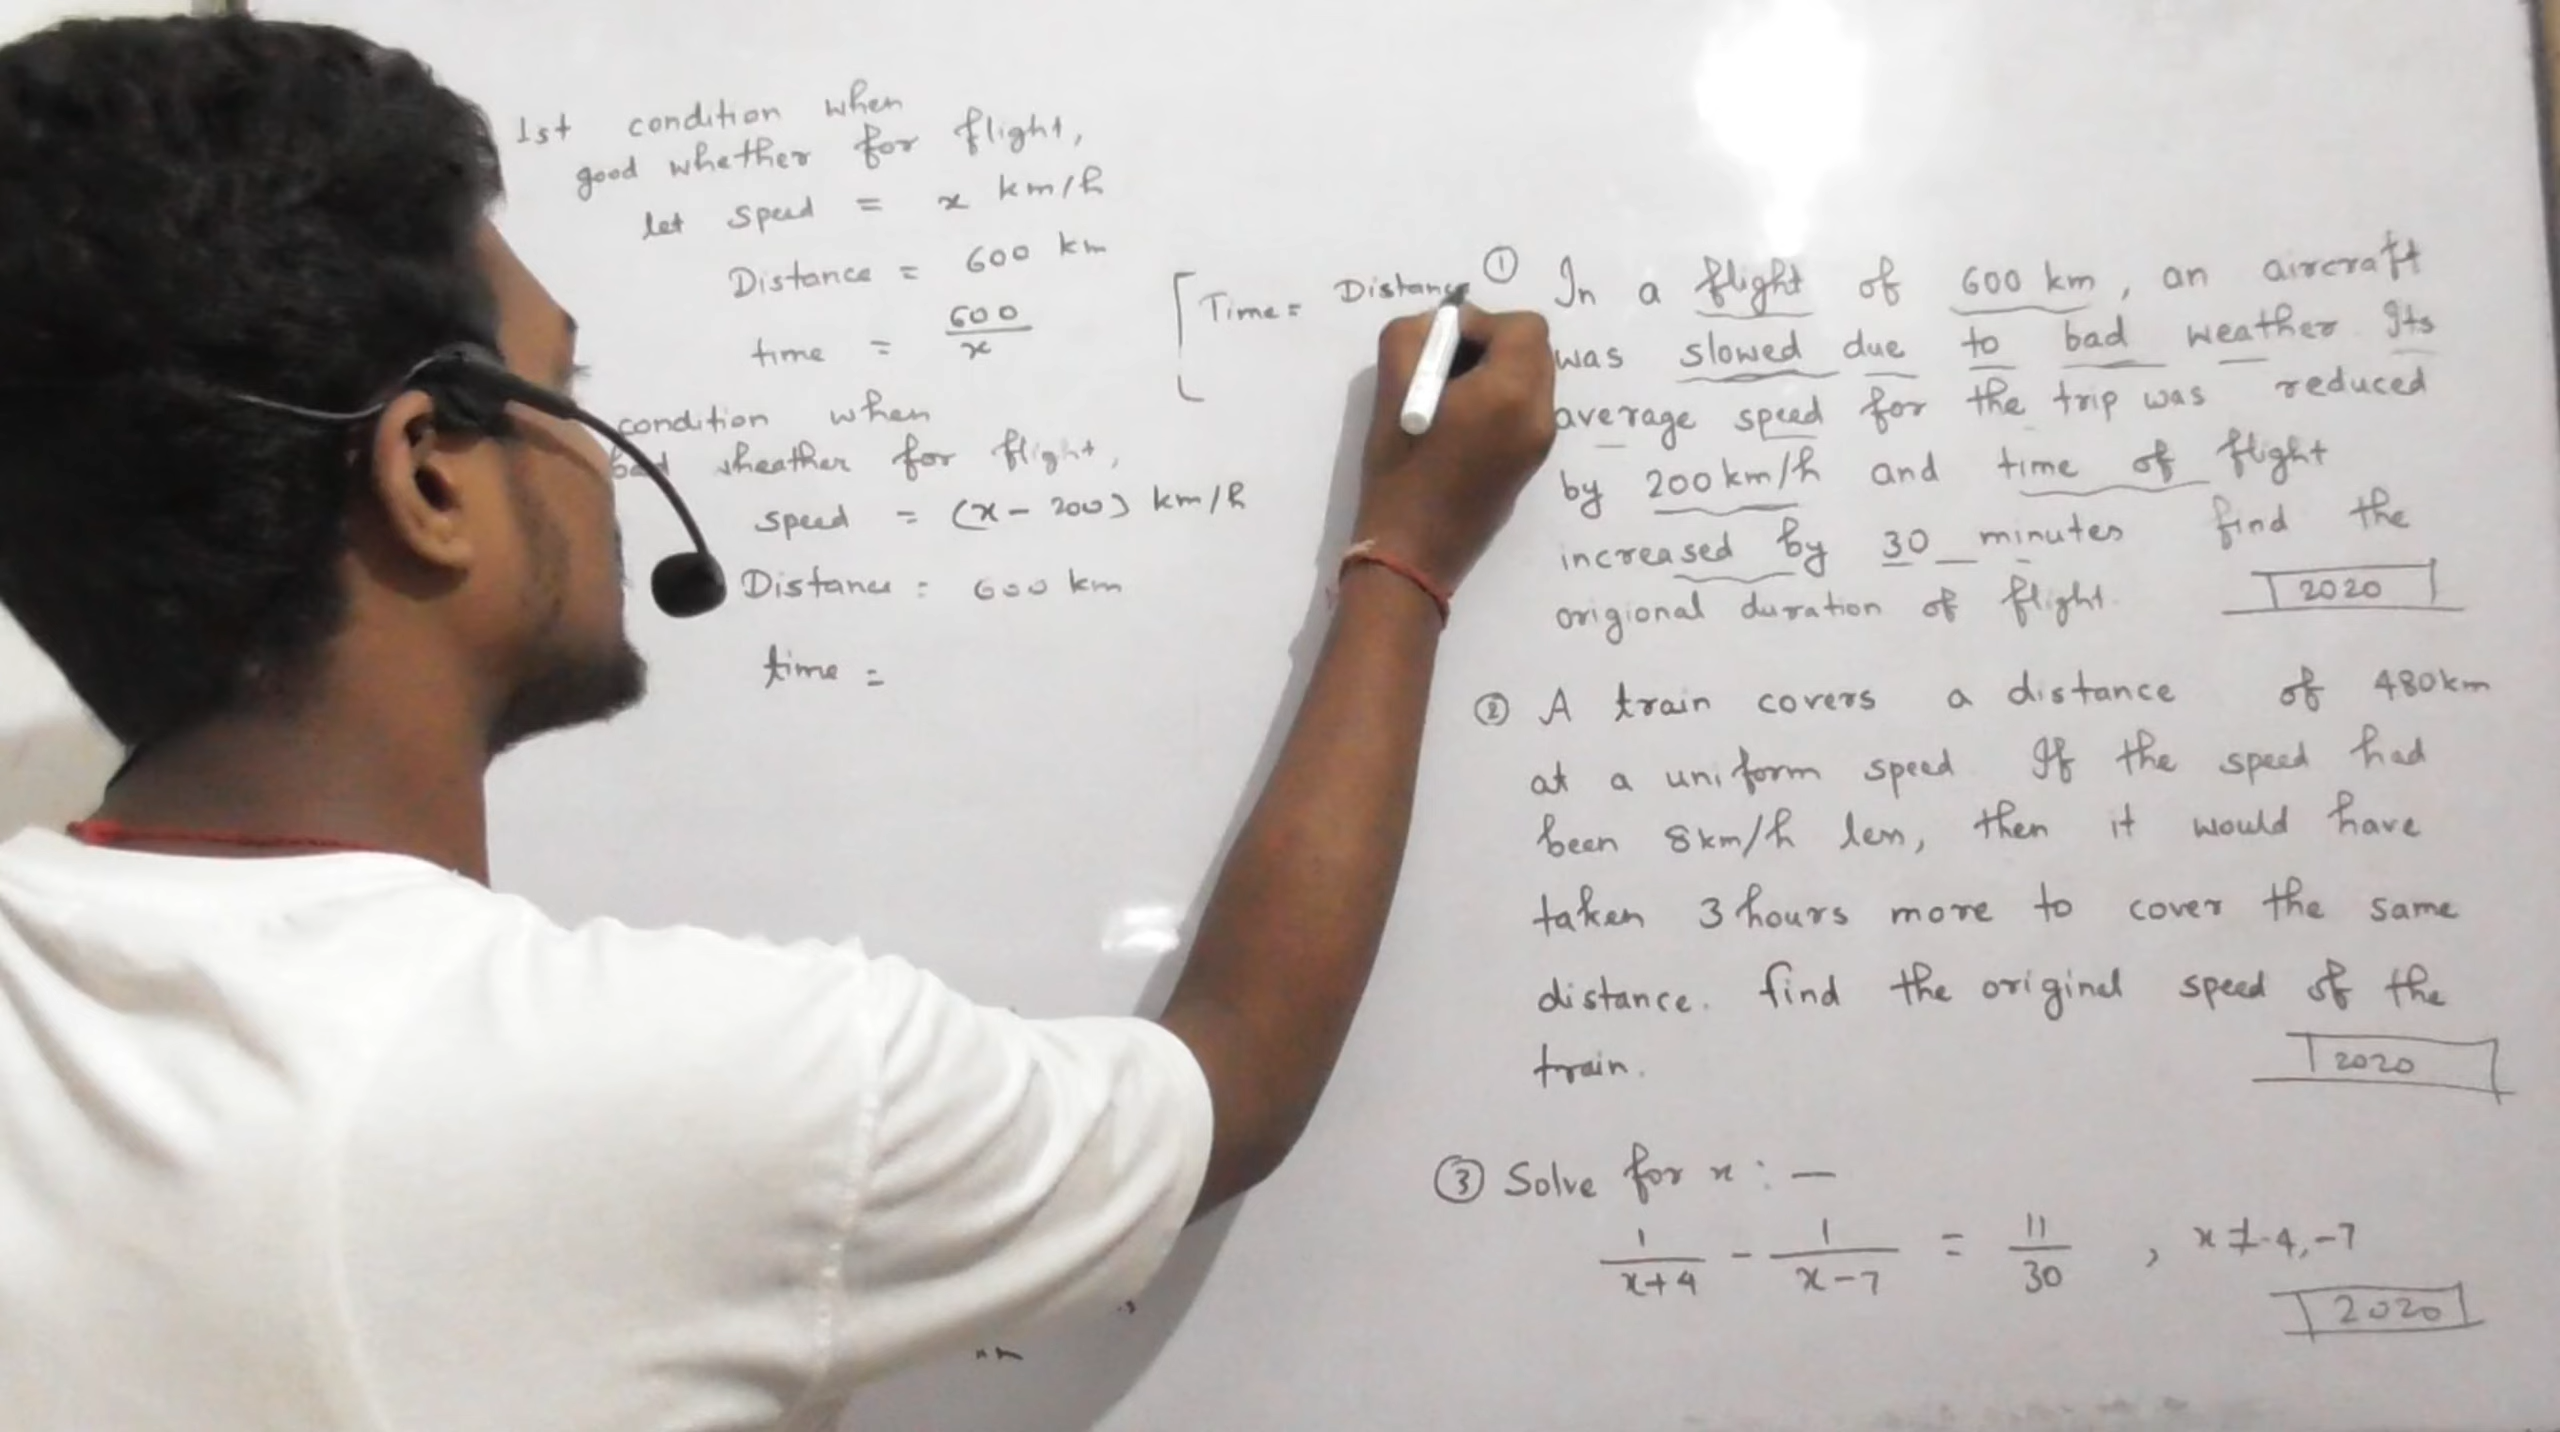 1st condition when
good whether for flight,
let speed = x km/h
Distance = 600 km
time = 600/x
condition when
bad wheather for flight,
speed = (x - 200) km/h
Distance = 600 km
time =
[Time = Distance
① In a flight of 600 km, an aircraft
was slowed due to bad weather Its
average speed for the trip was reduced
by 200 km/h and time of flight
increased by 30 minutes find the
origional duration of flight.
2020
② A train covers a distance of 480km
at a uniform speed If the speed had
been 8km/h less, then it would have
taken 3 hours more to cover the same
distance. find the original speed of the
train.
2020
③ Solve for x : —
1/x+4 - 1/x-7 = 11/30 , x ≠ -4, -7
2020